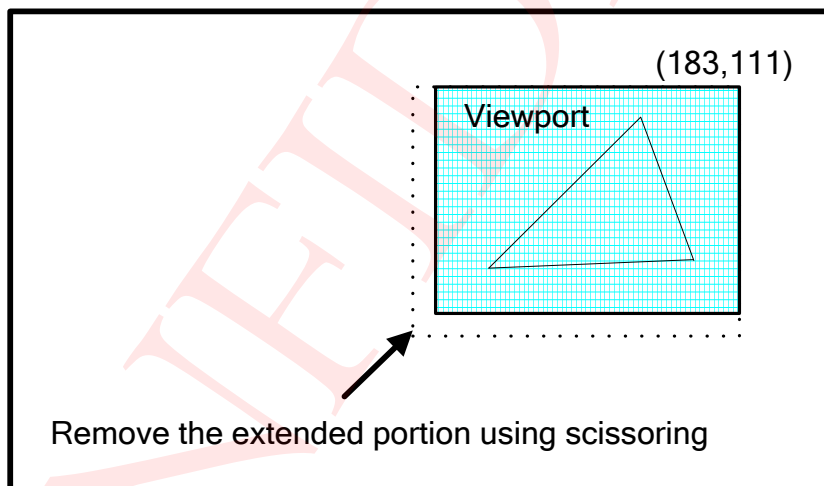 (183,111)
Viewport
Remove the extended portion using scissoring